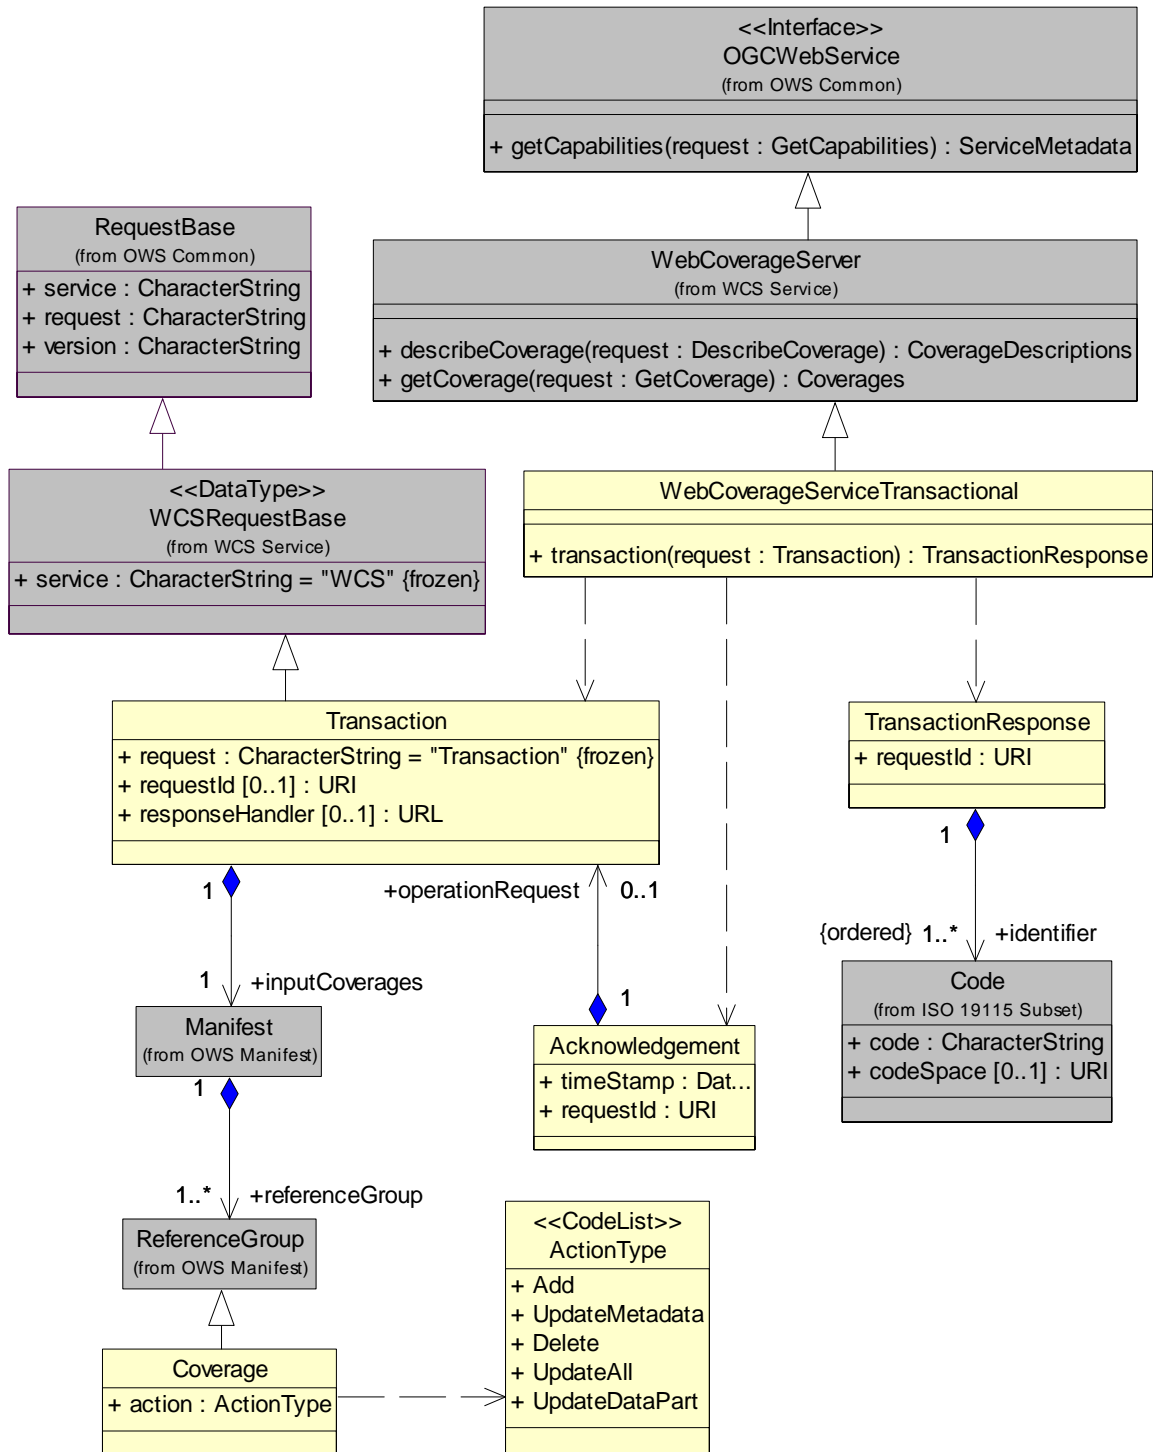 <<Interface>>
OGCWebService
(from OWS Common)
+ getCapabilities(request : GetCapabilities) : ServiceMetadata
RequestBase
(from OWS Common)
+ service : CharacterString
+ request : CharacterString
+ version : CharacterString
WebCoverageServer
(from WCS Service)
+ describeCoverage(request : DescribeCoverage) : CoverageDescriptions
+ getCoverage(request : GetCoverage) : Coverages
<<DataType>>
WCSRequestBase
(from WCS Service)
+ service : CharacterString = "WCS" {frozen}
WebCoverageServiceTransactional
+ transaction(request : Transaction) : TransactionResponse
Transaction
+ request : CharacterString = "Transaction" {frozen}
+ requestId [0..1] : URI
+ responseHandler [0..1] : URL
TransactionResponse
+ requestId : URI
1
+operationRequest
0..1
1
{ordered}
1..*
+identifier
1
+inputCoverages
1
Manifest
(from OWS Manifest)
Acknowledgement
+ timeStamp : Dat...
+ requestId : URI
Code
(from ISO 19115 Subset)
+ code : CharacterString
+ codeSpace [0..1] : URI
1
1..*
+referenceGroup
ReferenceGroup
(from OWS Manifest)
<<CodeList>>
ActionType
+ Add
+ UpdateMetadata
+ Delete
+ UpdateAll
+ UpdateDataPart
Coverage
+ action : ActionType